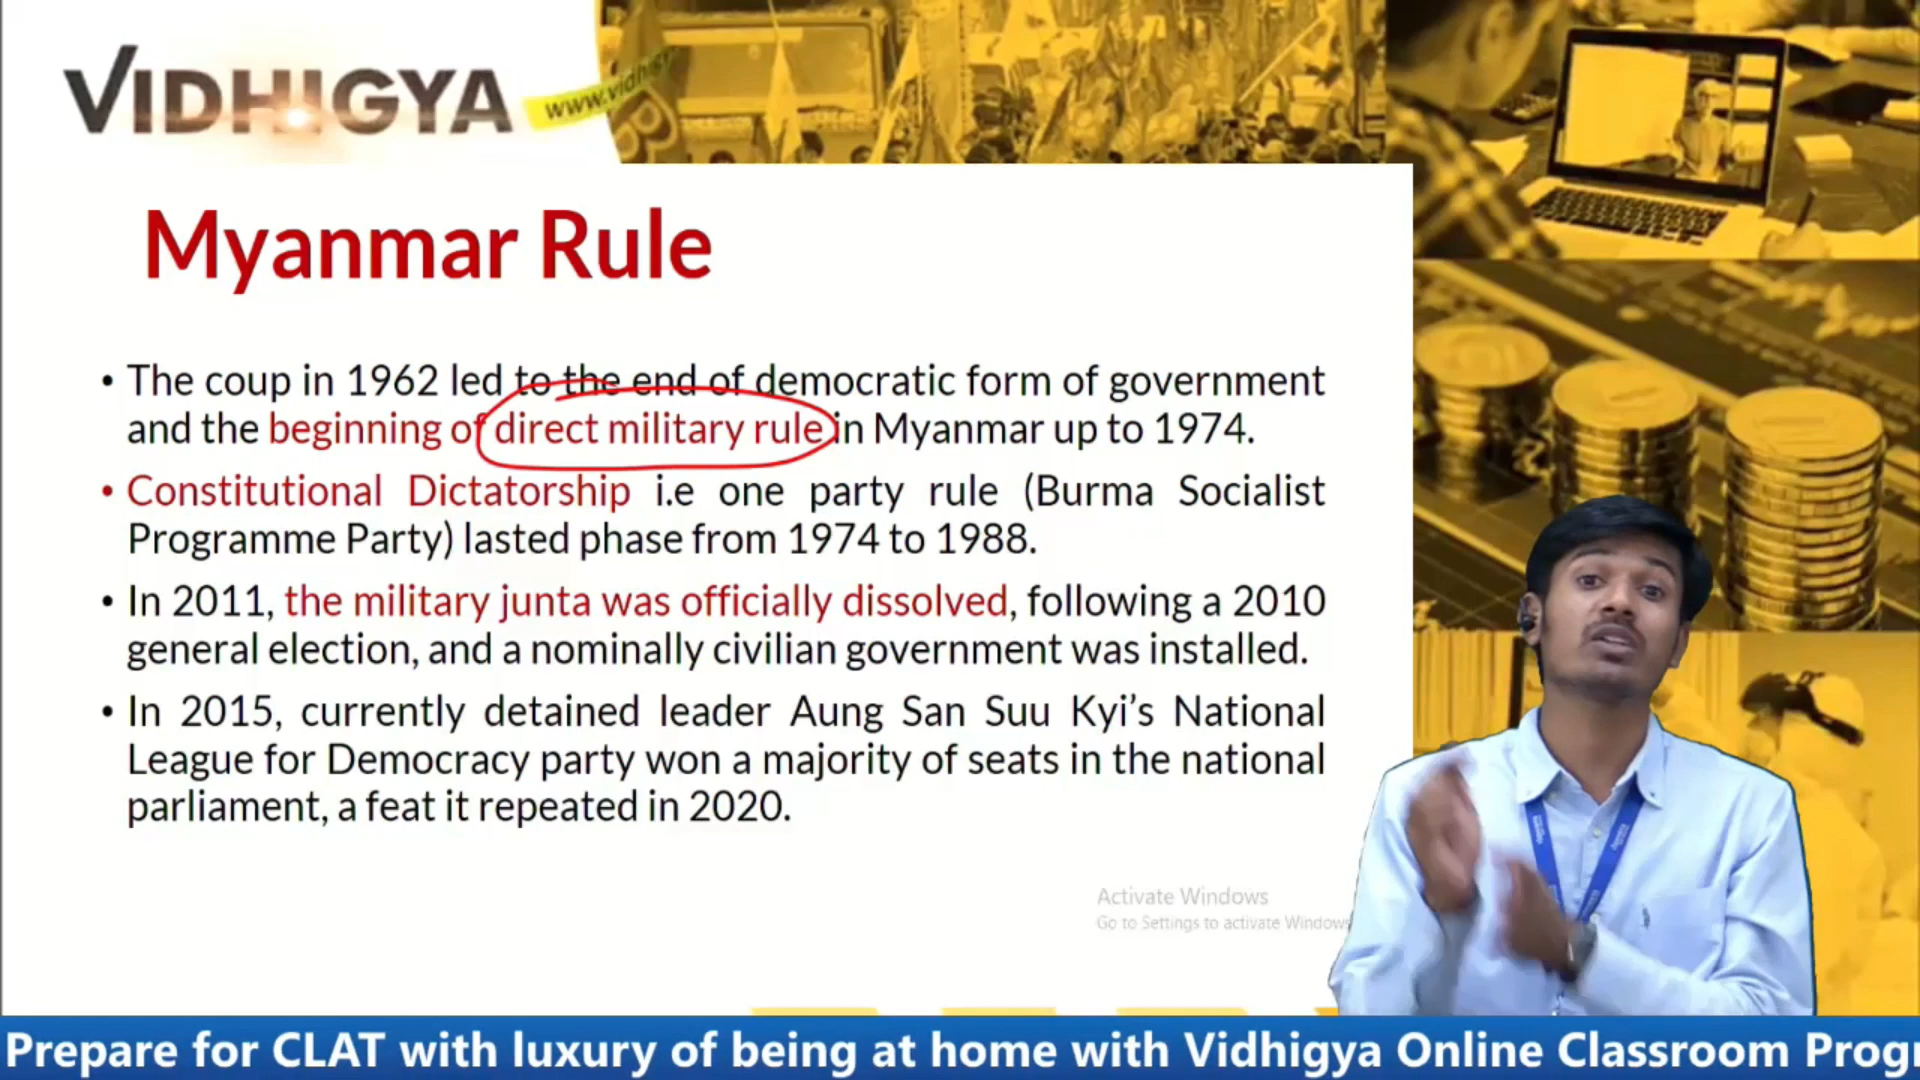 VIDHIGYA
www.vidhigy
Myanmar Rule
• The coup in 1962 led to the end of democratic form of government
and the beginning of direct military rule in Myanmar up to 1974.
• Constitutional Dictatorship i.e one party rule (Burma Socialist
Programme Party) lasted phase from 1974 to 1988.
• In 2011, the military junta was officially dissolved, following a 2010
general election, and a nominally civilian government was installed.
• In 2015, currently detained leader Aung San Suu Kyi’s National
League for Democracy party won a majority of seats in the national
parliament, a feat it repeated in 2020.
Activate Windows
Go to Settings to activate Windows
Prepare for CLAT with luxury of being at home with Vidhigya Online Classroom Progr